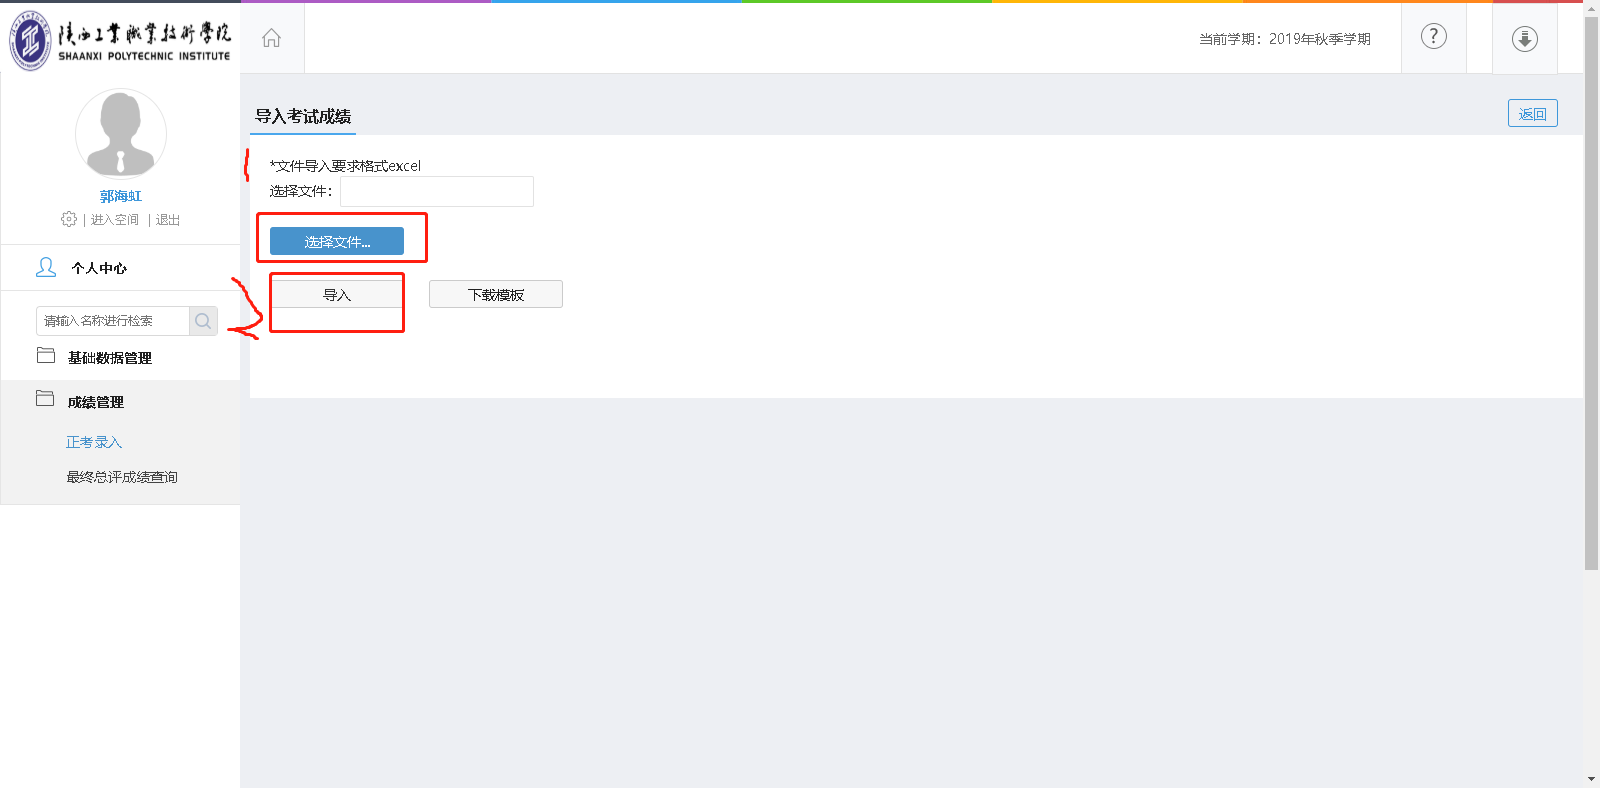 陕西工业职业技術学院
SHAANXI POLYTECHNIC INSTITUTE
当前学期：2019年秋季学期
?
郭海虹
| 进入空间 | 退出
个人中心
请输入名称进行检索
基础数据管理
成绩管理
正考录入
最终总评成绩查询
导入考试成绩
返回
*文件导入要求格式excel
选择文件：
选择文件...
导入
下载模板